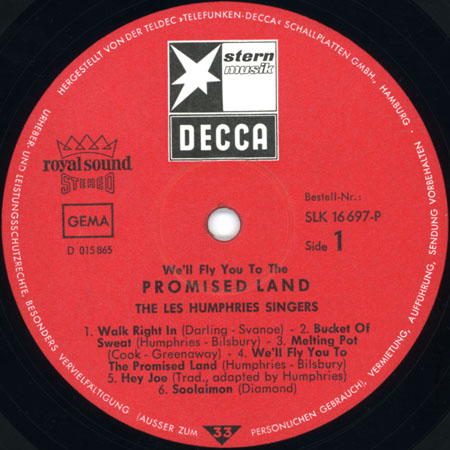 HERGESTELLT VON DER TELDEC »TELEFUNKEN-DECCA« SCHALLPLATTEN GMBH., HAMBURG ·
URHEBER- UND LEISTUNGSSCHUTZRECHTE, BESONDERS VERVIELFÄLTIGUNG (AUSSER ZUM PERSÖNLICHEN GEBRAUCH), VERMIETUNG, AUFFÜHRUNG, SENDUNG VORBEHALTEN
stern
musik
DECCA
royal sound
STEREO
GEMA
D 015 865
Bestell-Nr.:
SLK 16 697-P
Side 1
We'll Fly You To The
PROMISED LAND
THE LES HUMPHRIES SINGERS
1. Walk Right In (Darling - Svanoe) - 2. Bucket Of
Sweat (Humphries - Bilsbury) - 3. Melting Pot
(Cook - Greenaway) - 4. We'll Fly You To
The Promised Land (Humphries - Bilsbury)
5. Hey Joe (Trad., adapted by Humphries)
6. Soolaimon (Diamond)
33